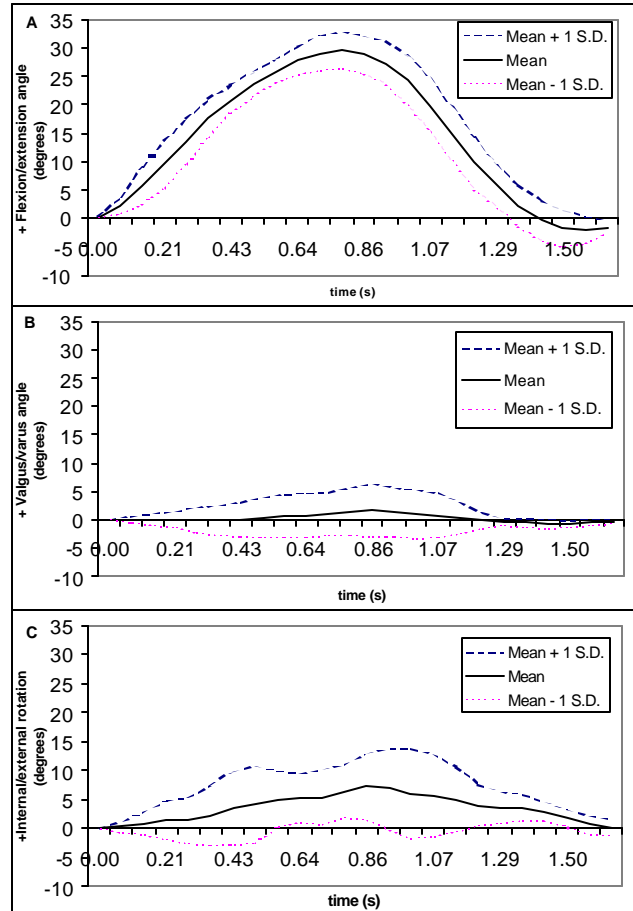 A
+ Flexion/extension angle
(degrees)
35
30
25
20
15
10
5
0
-5
-10
0.00 0.21 0.43 0.64 0.86 1.07 1.29 1.50
time (s)
Mean + 1 S.D.
Mean
Mean - 1 S.D.
B
+ Valgus/varus angle
(degrees)
35
30
25
20
15
10
5
0
-5
-10
0.00 0.21 0.43 0.64 0.86 1.07 1.29 1.50
time (s)
Mean + 1 S.D.
Mean
Mean - 1 S.D.
C
+Internal/external rotation
(degrees)
35
30
25
20
15
10
5
0
-5
-10
0.00 0.21 0.43 0.64 0.86 1.07 1.29 1.50
time (s)
Mean + 1 S.D.
Mean
Mean - 1 S.D.